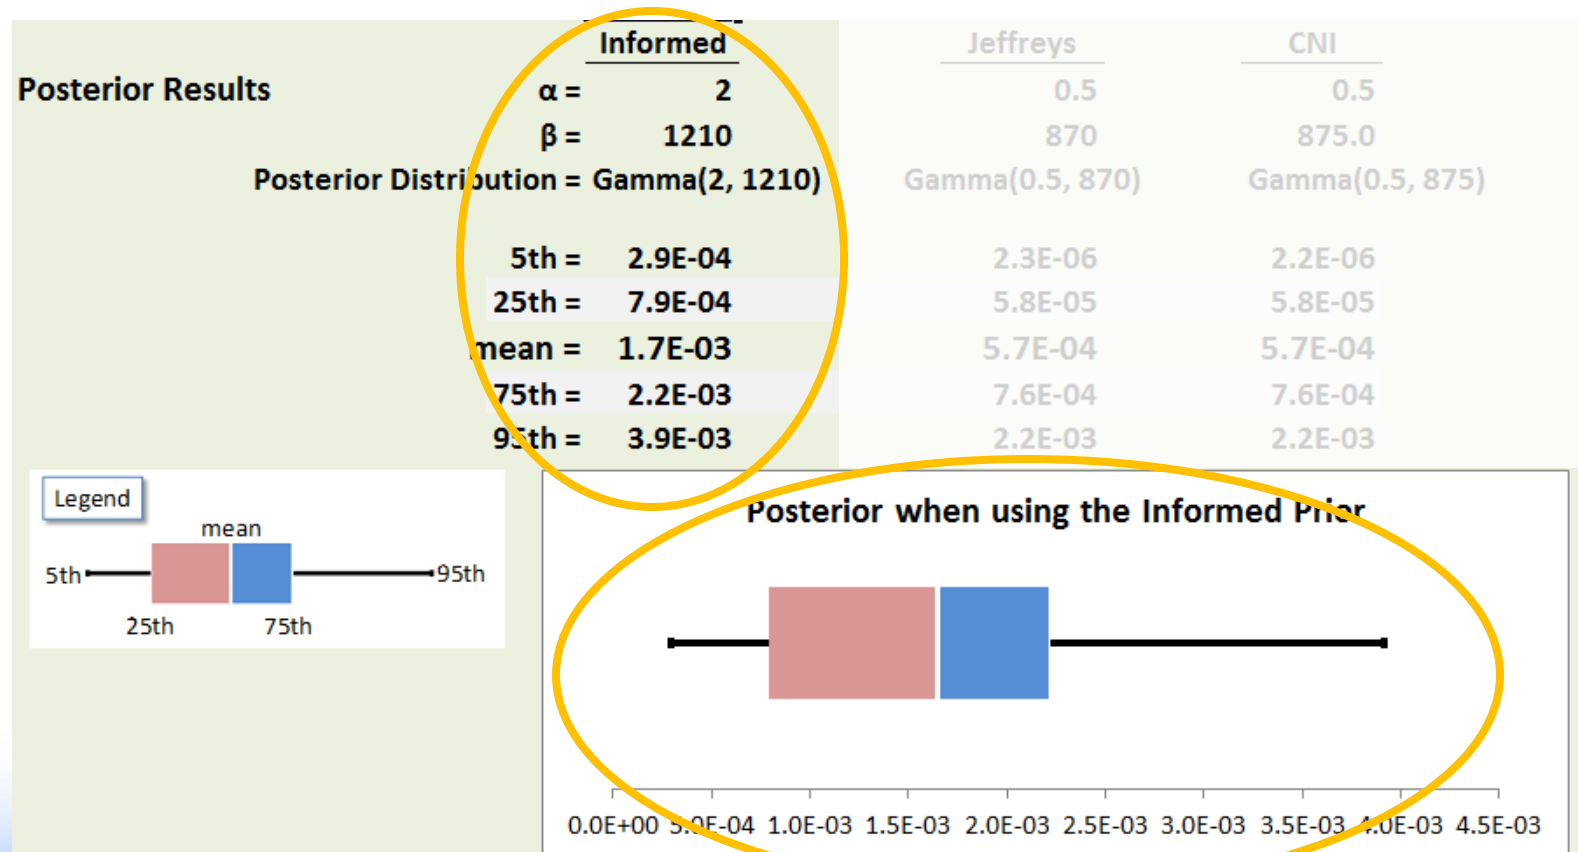 Informed Jeffreys CNI
Posterior Results α = 2 0.5 0.5
β = 1210 870 875.0
Posterior Distribution = Gamma(2, 1210) Gamma(0.5, 870) Gamma(0.5, 875)
5th = 2.9E-04 2.3E-06 2.2E-06
25th = 7.9E-04 5.8E-05 5.8E-05
mean = 1.7E-03 5.7E-04 5.7E-04
75th = 2.2E-03 7.6E-04 7.6E-04
95th = 3.9E-03 2.2E-03 2.2E-03
Legend
mean
5th 95th
25th 75th
Posterior when using the Informed Prior
0.0E+00 5.0E-04 1.0E-03 1.5E-03 2.0E-03 2.5E-03 3.0E-03 3.5E-03 4.0E-03 4.5E-03